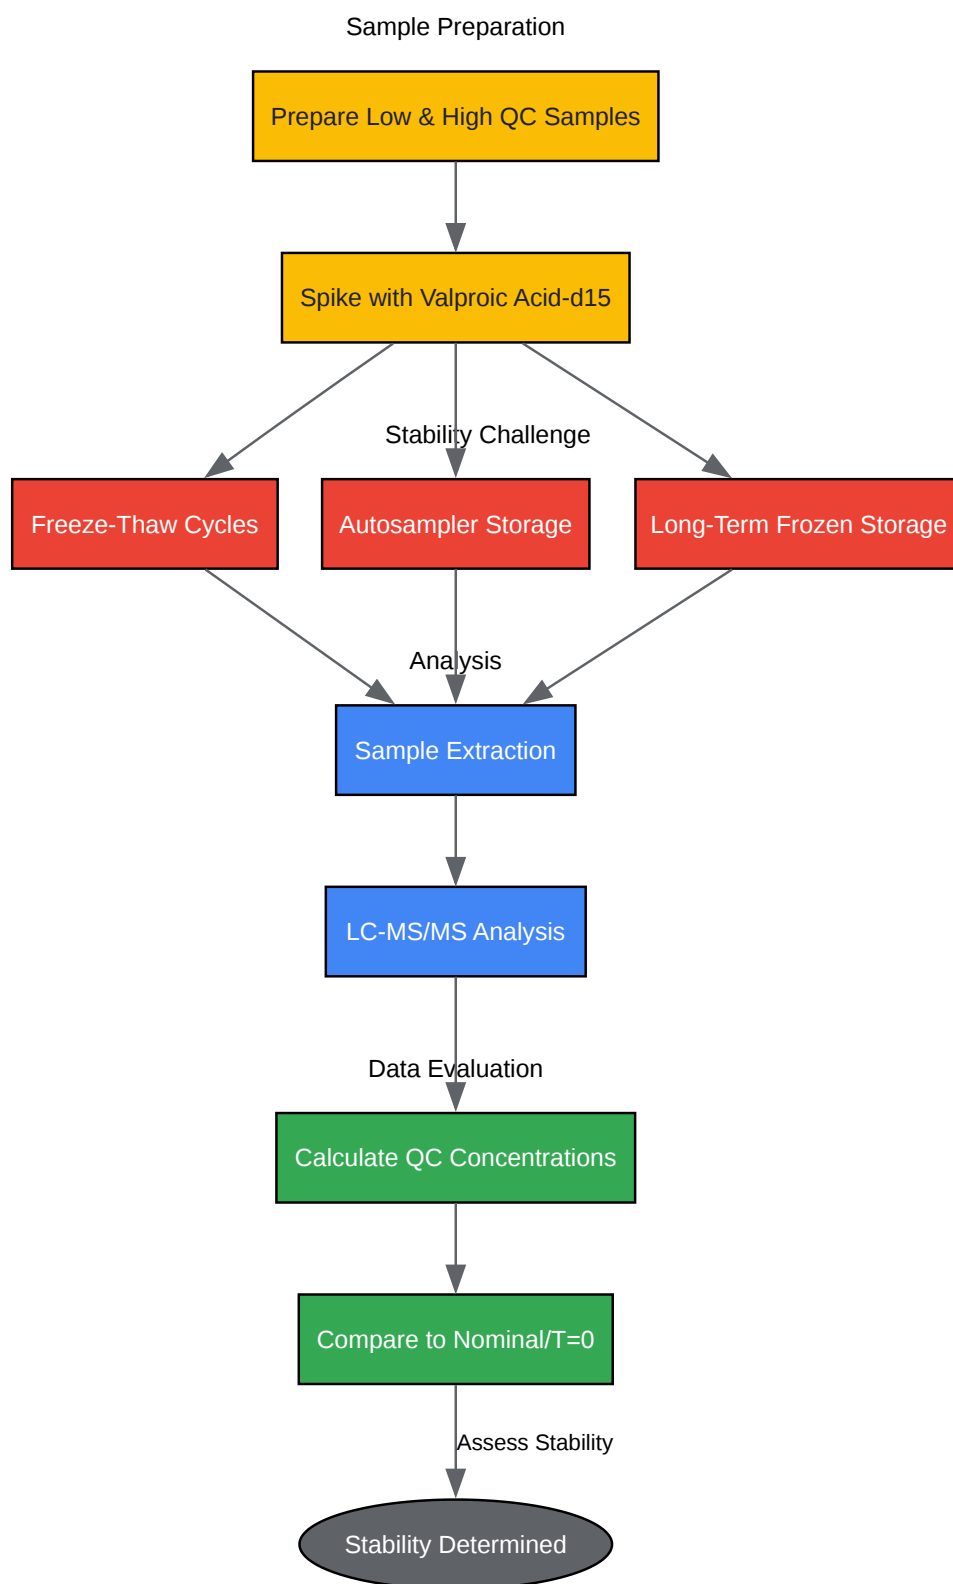 Sample Preparation
Prepare Low & High QC Samples
Spike with Valproic Acid-d15
Stability Challenge
Freeze-Thaw Cycles
Autosampler Storage
Long-Term Frozen Storage
Analysis
Sample Extraction
LC-MS/MS Analysis
Data Evaluation
Calculate QC Concentrations
Compare to Nominal/T=0
Assess Stability
Stability Determined